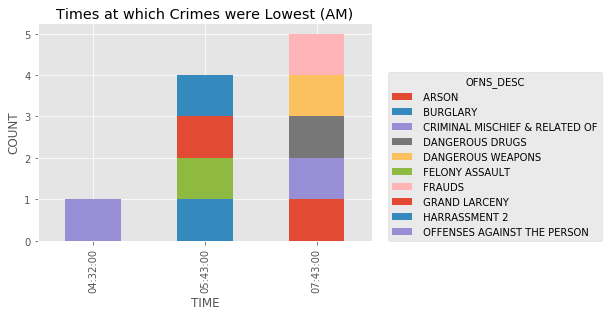 Times at which Crimes were Lowest (AM)
5
4
3
2
1
0
COUNT
04:32:00
05:43:00
07:43:00
TIME
OFNS_DESC
ARSON
BURGLARY
CRIMINAL MISCHIEF & RELATED OF
DANGEROUS DRUGS
DANGEROUS WEAPONS
FELONY ASSAULT
FRAUDS
GRAND LARCENY
HARRASSMENT 2
OFFENSES AGAINST THE PERSON